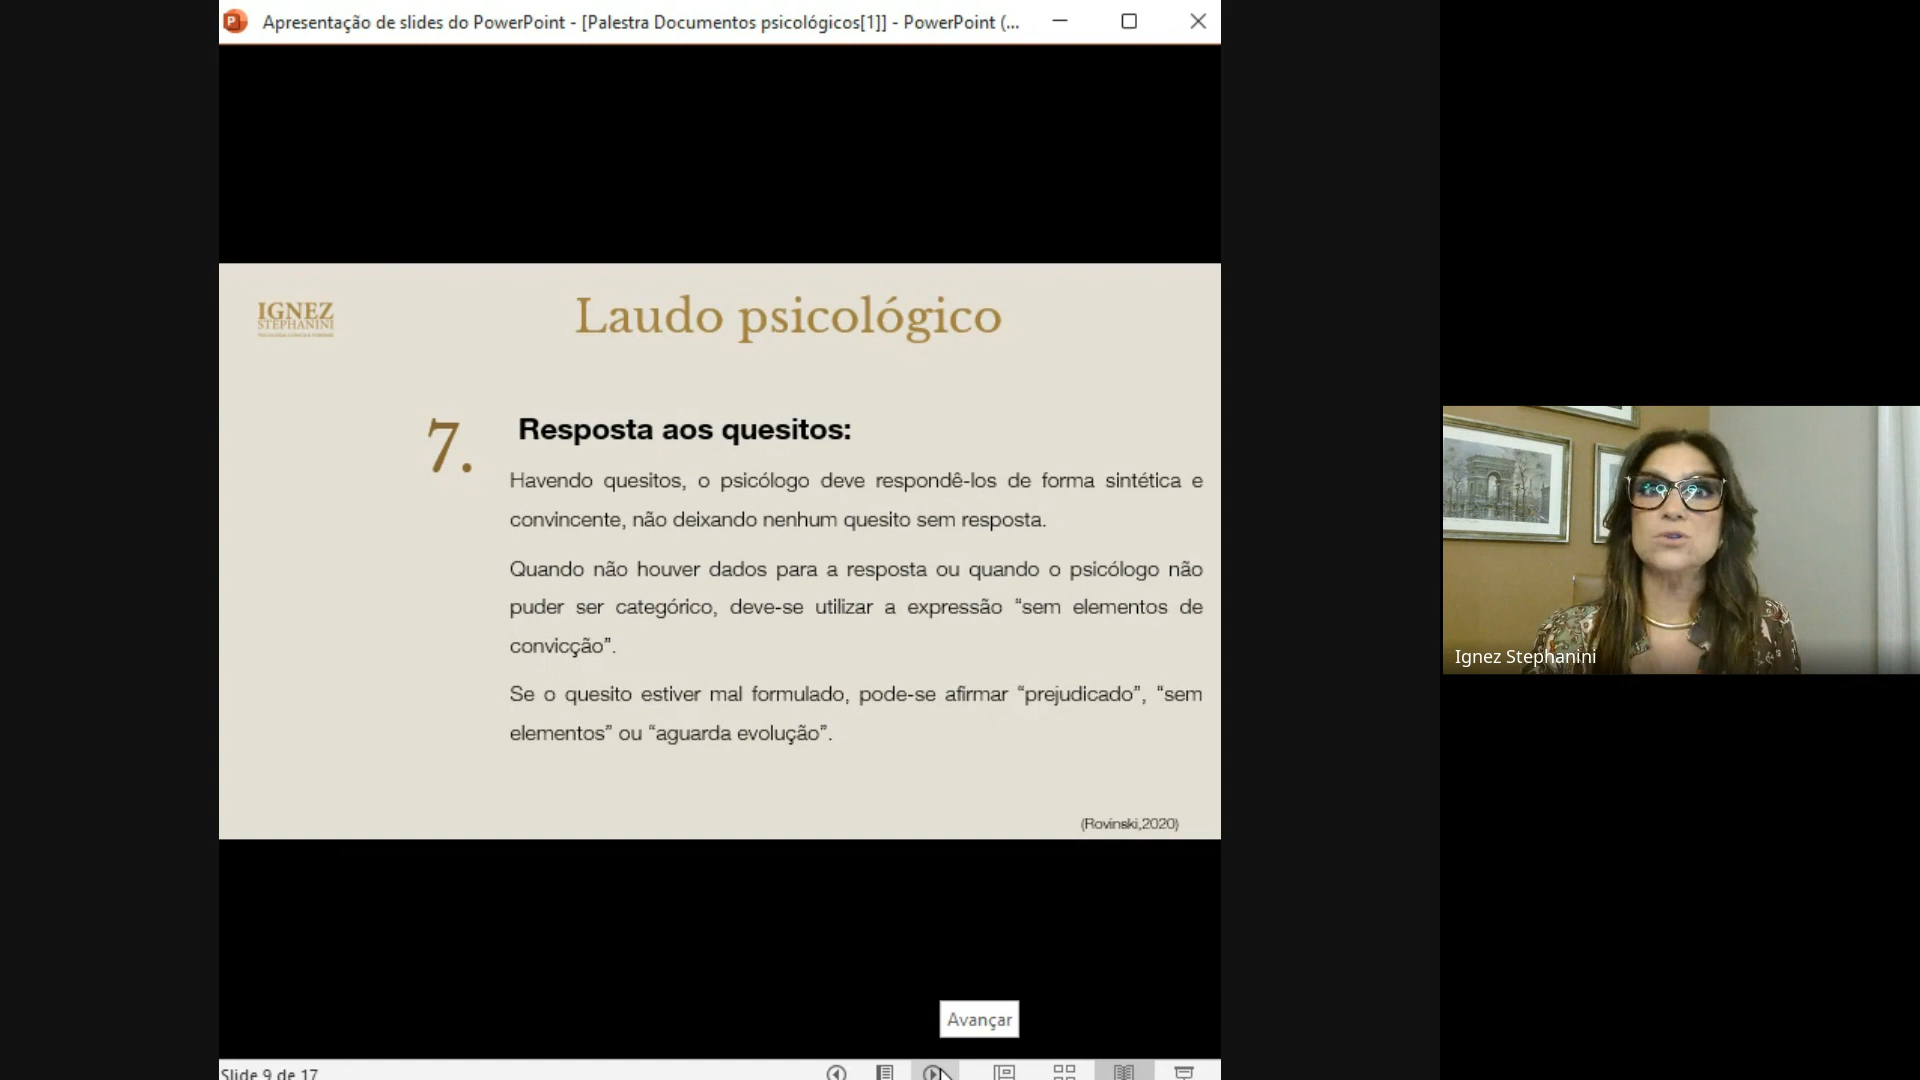 Apresentação de slides do PowerPoint - [Palestra Documentos psicológicos[1]] - PowerPoint (...
IGNEZ
STEPHANINI
Laudo psicológico
7.
Resposta aos quesitos:
Havendo quesitos, o psicólogo deve respondê-los de forma sintética e
convincente, não deixando nenhum quesito sem resposta.
Quando não houver dados para a resposta ou quando o psicólogo não
puder ser categórico, deve-se utilizar a expressão “sem elementos de
convicção”.
Se o quesito estiver mal formulado, pode-se afirmar “prejudicado”, “sem
elementos” ou “aguarda evolução”.
(Rovinski,2020)
Ignez Stephanini
Avançar
Slide 9 de 17